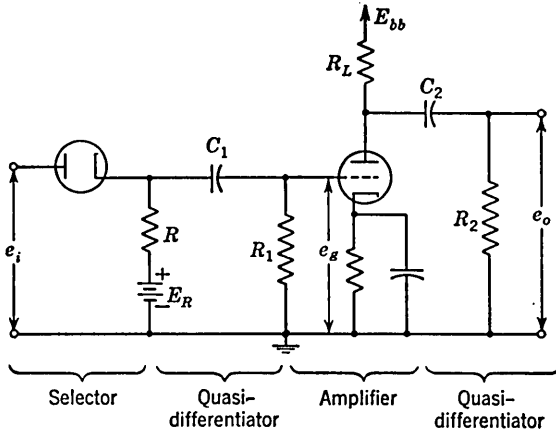 E_bb
R_L
C_2
C_1
R
R_1
e_g
R_2
e_o
e_i
+
E_R
−
Selector
Quasi-
differentiator
Amplifier
Quasi-
differentiator